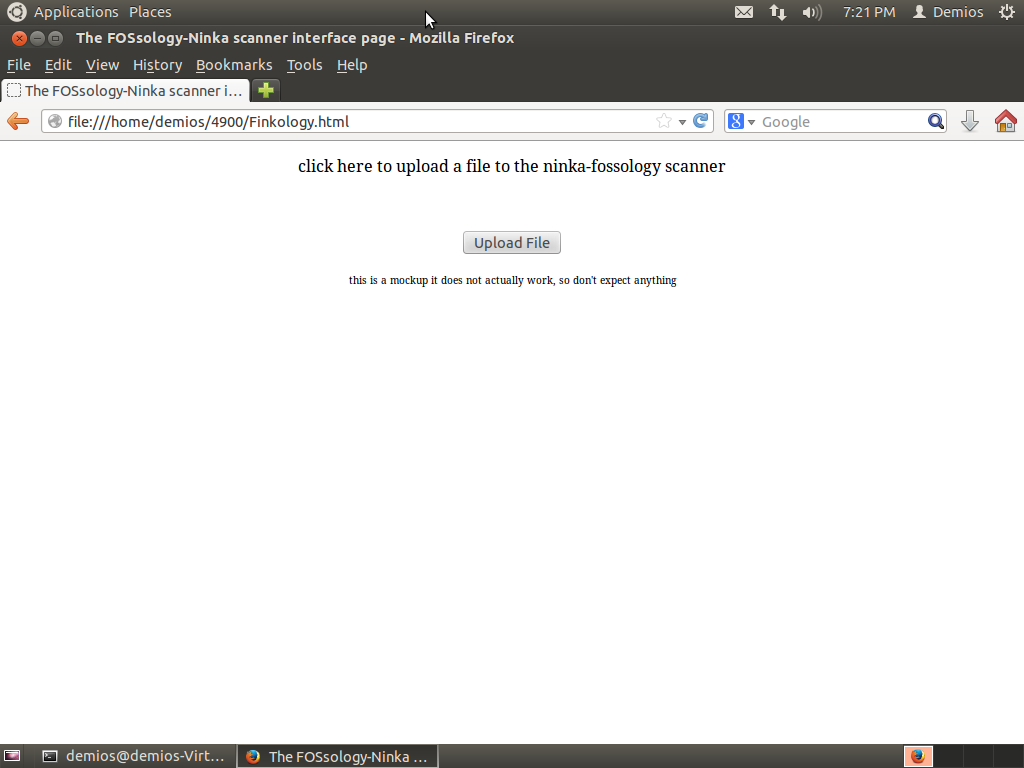 Applications Places 7:21 PM Demios
The FOSsology-Ninka scanner interface page - Mozilla Firefox
File Edit View History Bookmarks Tools Help
The FOSsology-Ninka scanner i...
file:///home/demios/4900/Finkology.html 8 Google
click here to upload a file to the ninka-fossology scanner
Upload File
this is a mockup it does not actually work, so don't expect anything
demios@demios-Virt... The FOSsology-Ninka ...